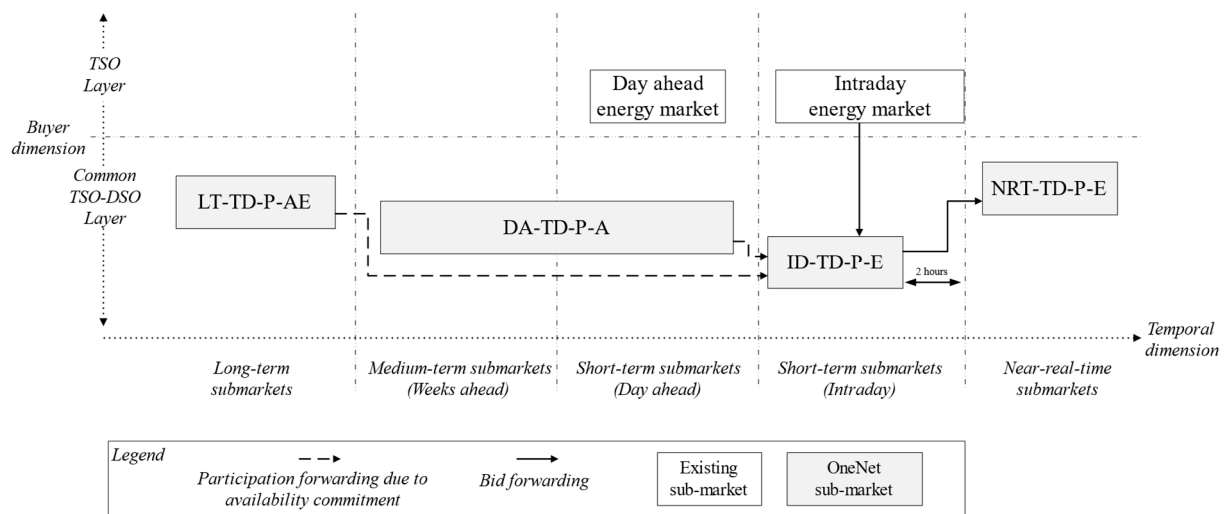 TSO
Layer
Day ahead
energy market
Intraday
energy market
Buyer
dimension
Common
TSO-DSO
Layer
LT-TD-P-AE
DA-TD-P-A
ID-TD-P-E
NRT-TD-P-E
2 hours
Temporal
dimension
Long-term
submarkets
Medium-term submarkets
(Weeks ahead)
Short-term submarkets
(Day ahead)
Short-term submarkets
(Intraday)
Near-real-time
submarkets
Legend
Participation forwarding due to
availability commitment
Bid forwarding
Existing
sub-market
OneNet
sub-market